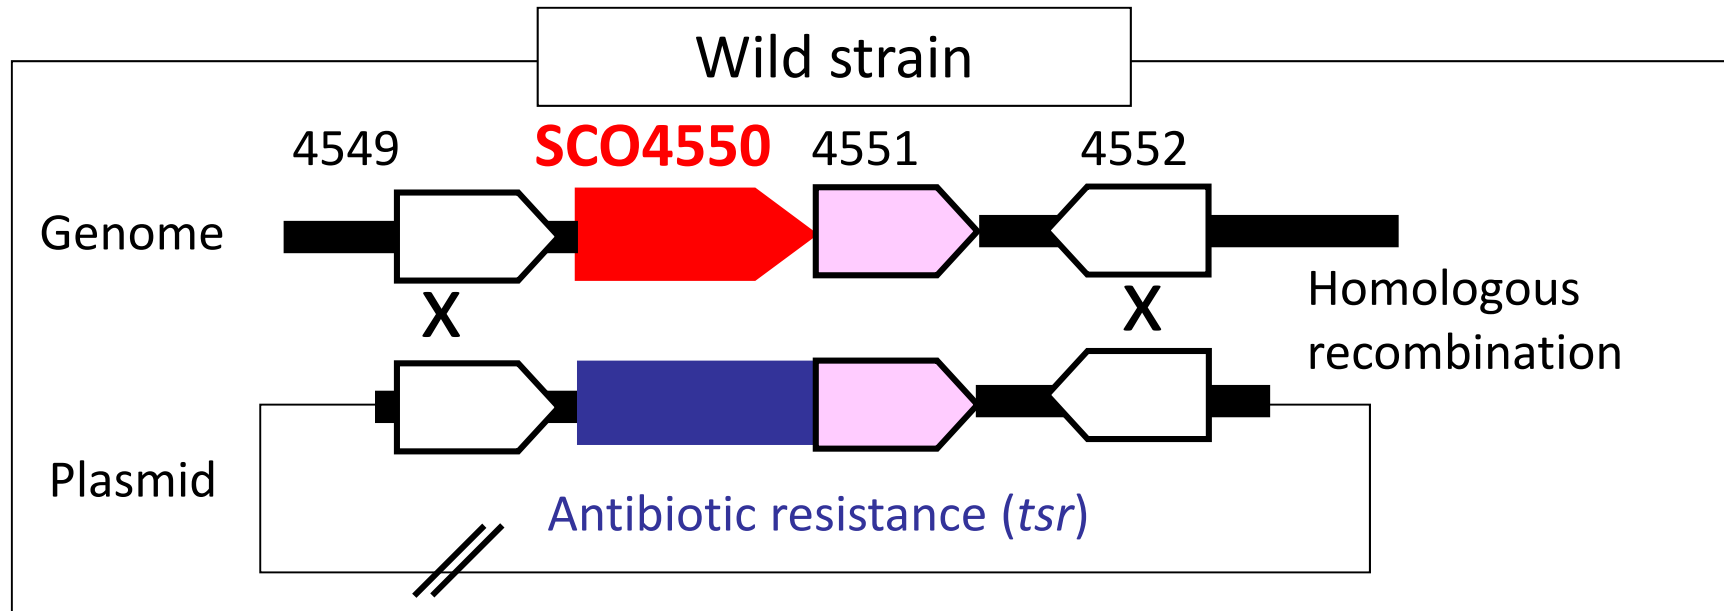 Wild strain
4549 SCO4550 4551 4552
Genome
X X
Homologous
recombination
Plasmid
Antibiotic resistance (tsr)